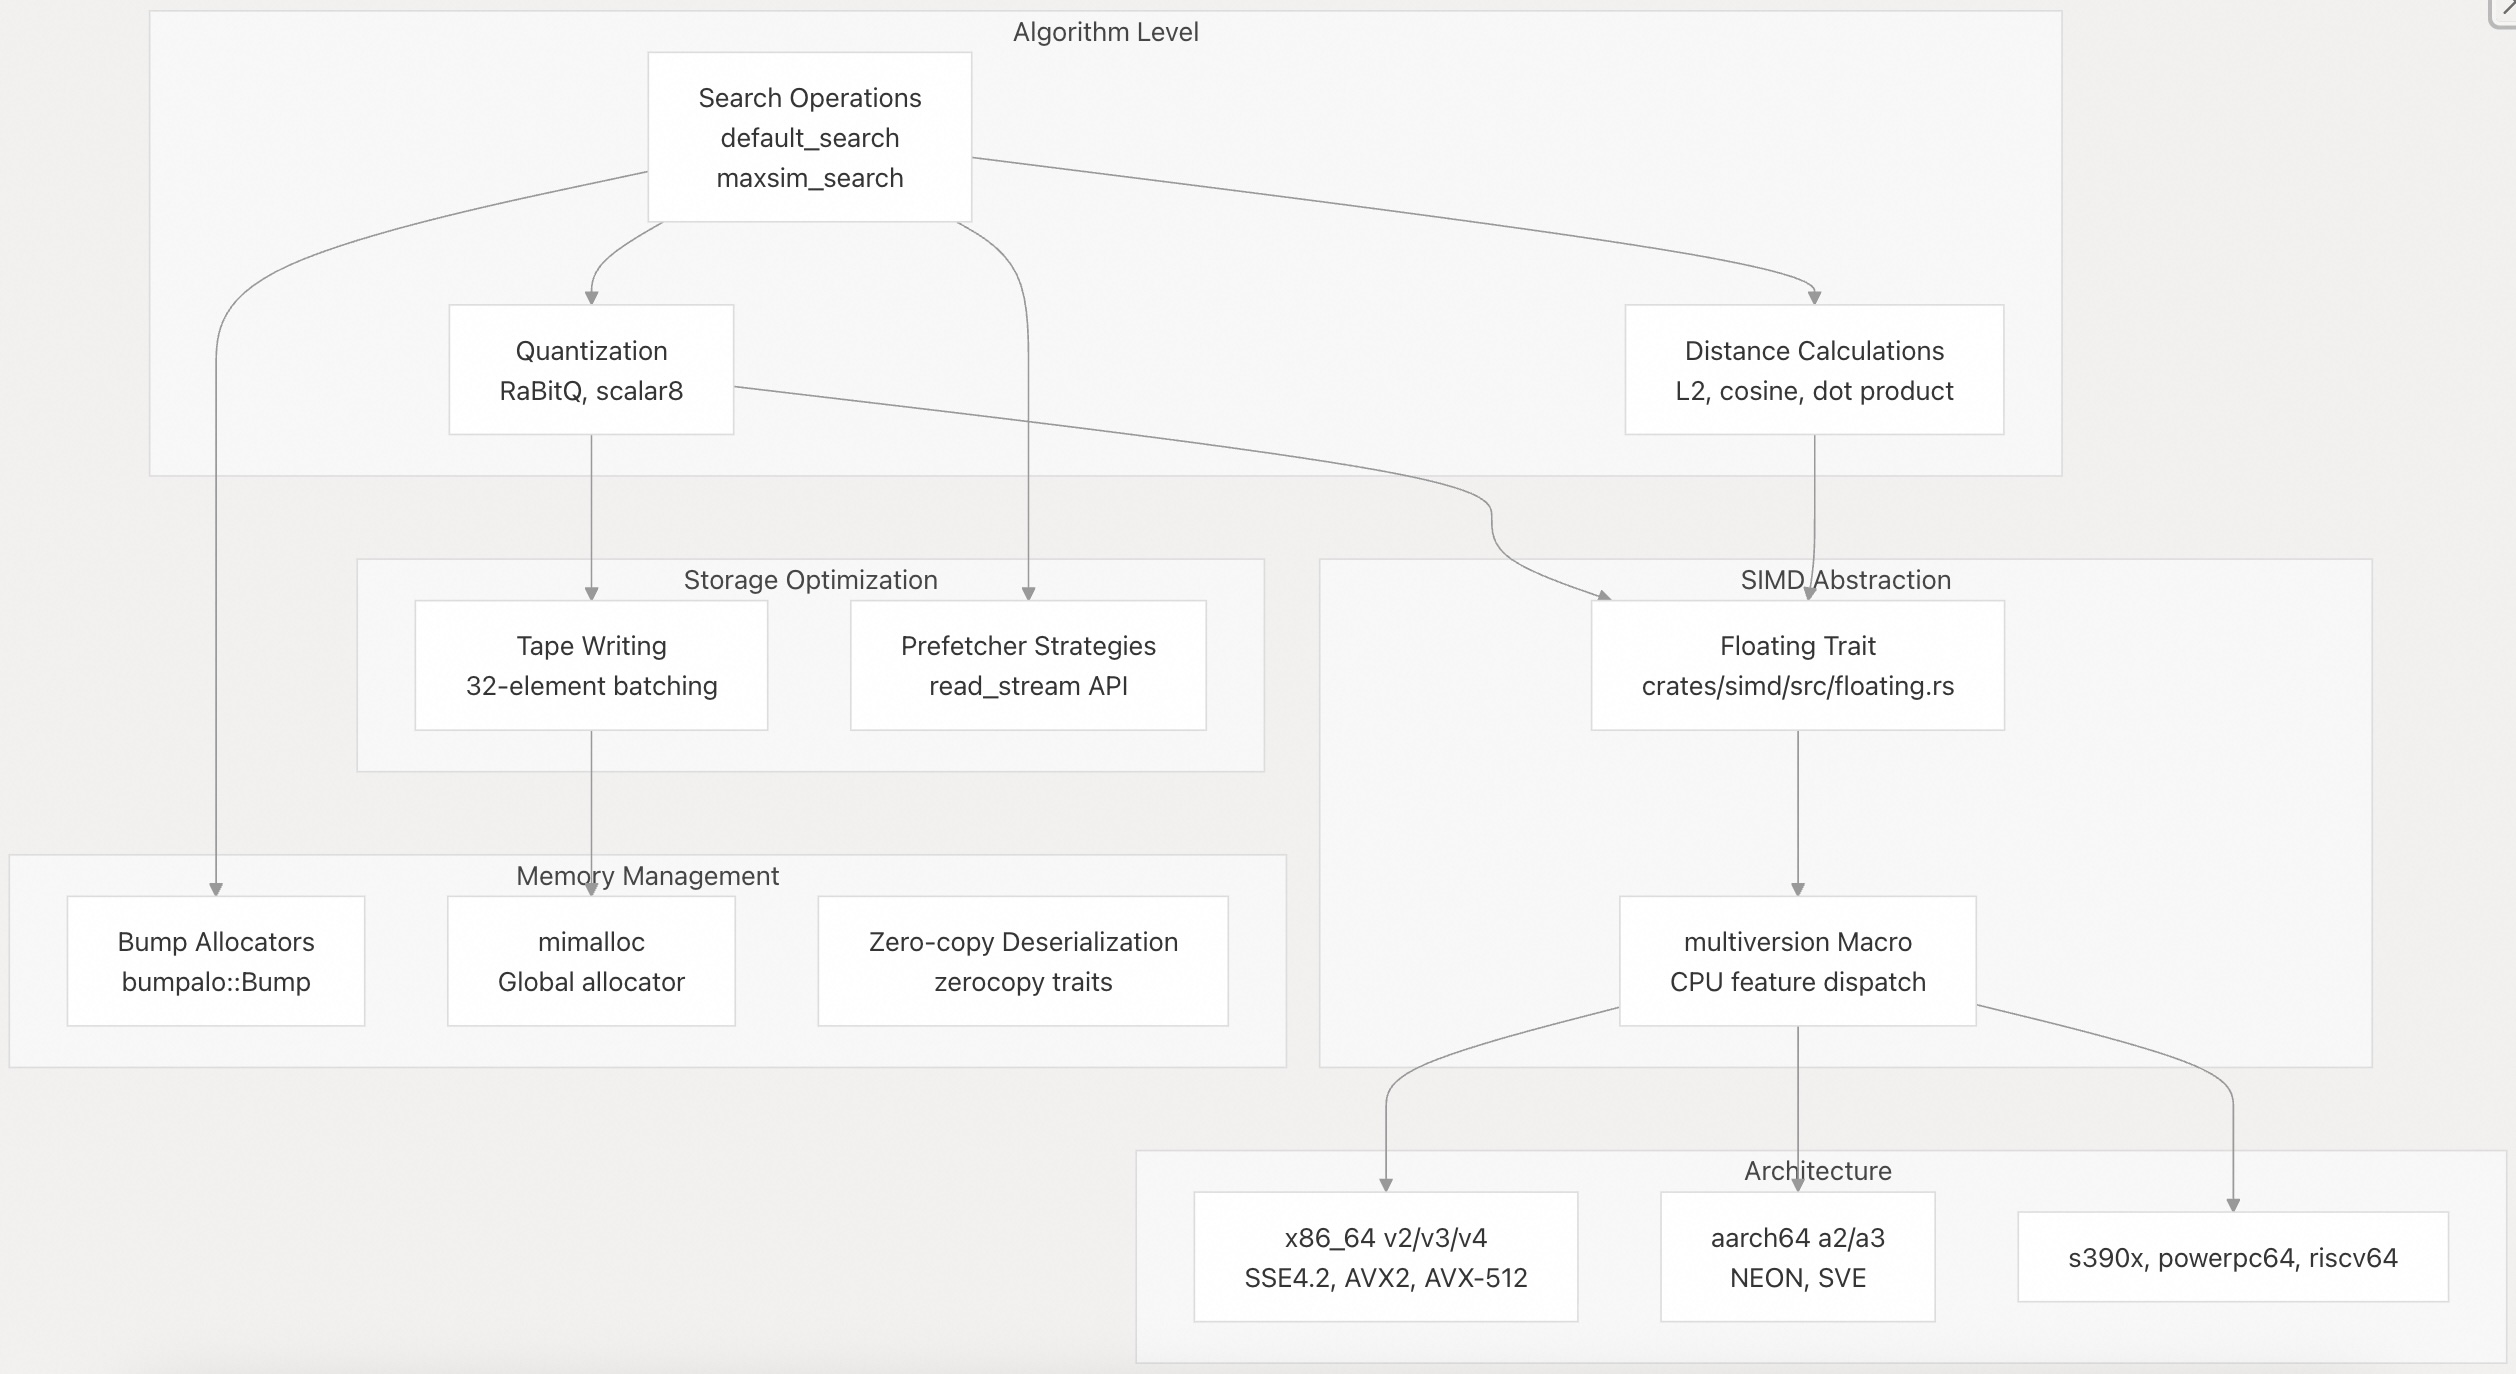 Algorithm Level
Search Operations
default_search
maxsim_search
Quantization
RaBitQ, scalar8
Distance Calculations
L2, cosine, dot product
Storage Optimization
Tape Writing
32-element batching
Prefetcher Strategies
read_stream API
SIMD Abstraction
Floating Trait
crates/simd/src/floating.rs
Memory Management
Bump Allocators
bumpalo::Bump
mimalloc
Global allocator
Zero-copy Deserialization
zerocopy traits
multiversion Macro
CPU feature dispatch
Architecture
x86_64 v2/v3/v4
SSE4.2, AVX2, AVX-512
aarch64 a2/a3
NEON, SVE
s390x, powerpc64, riscv64